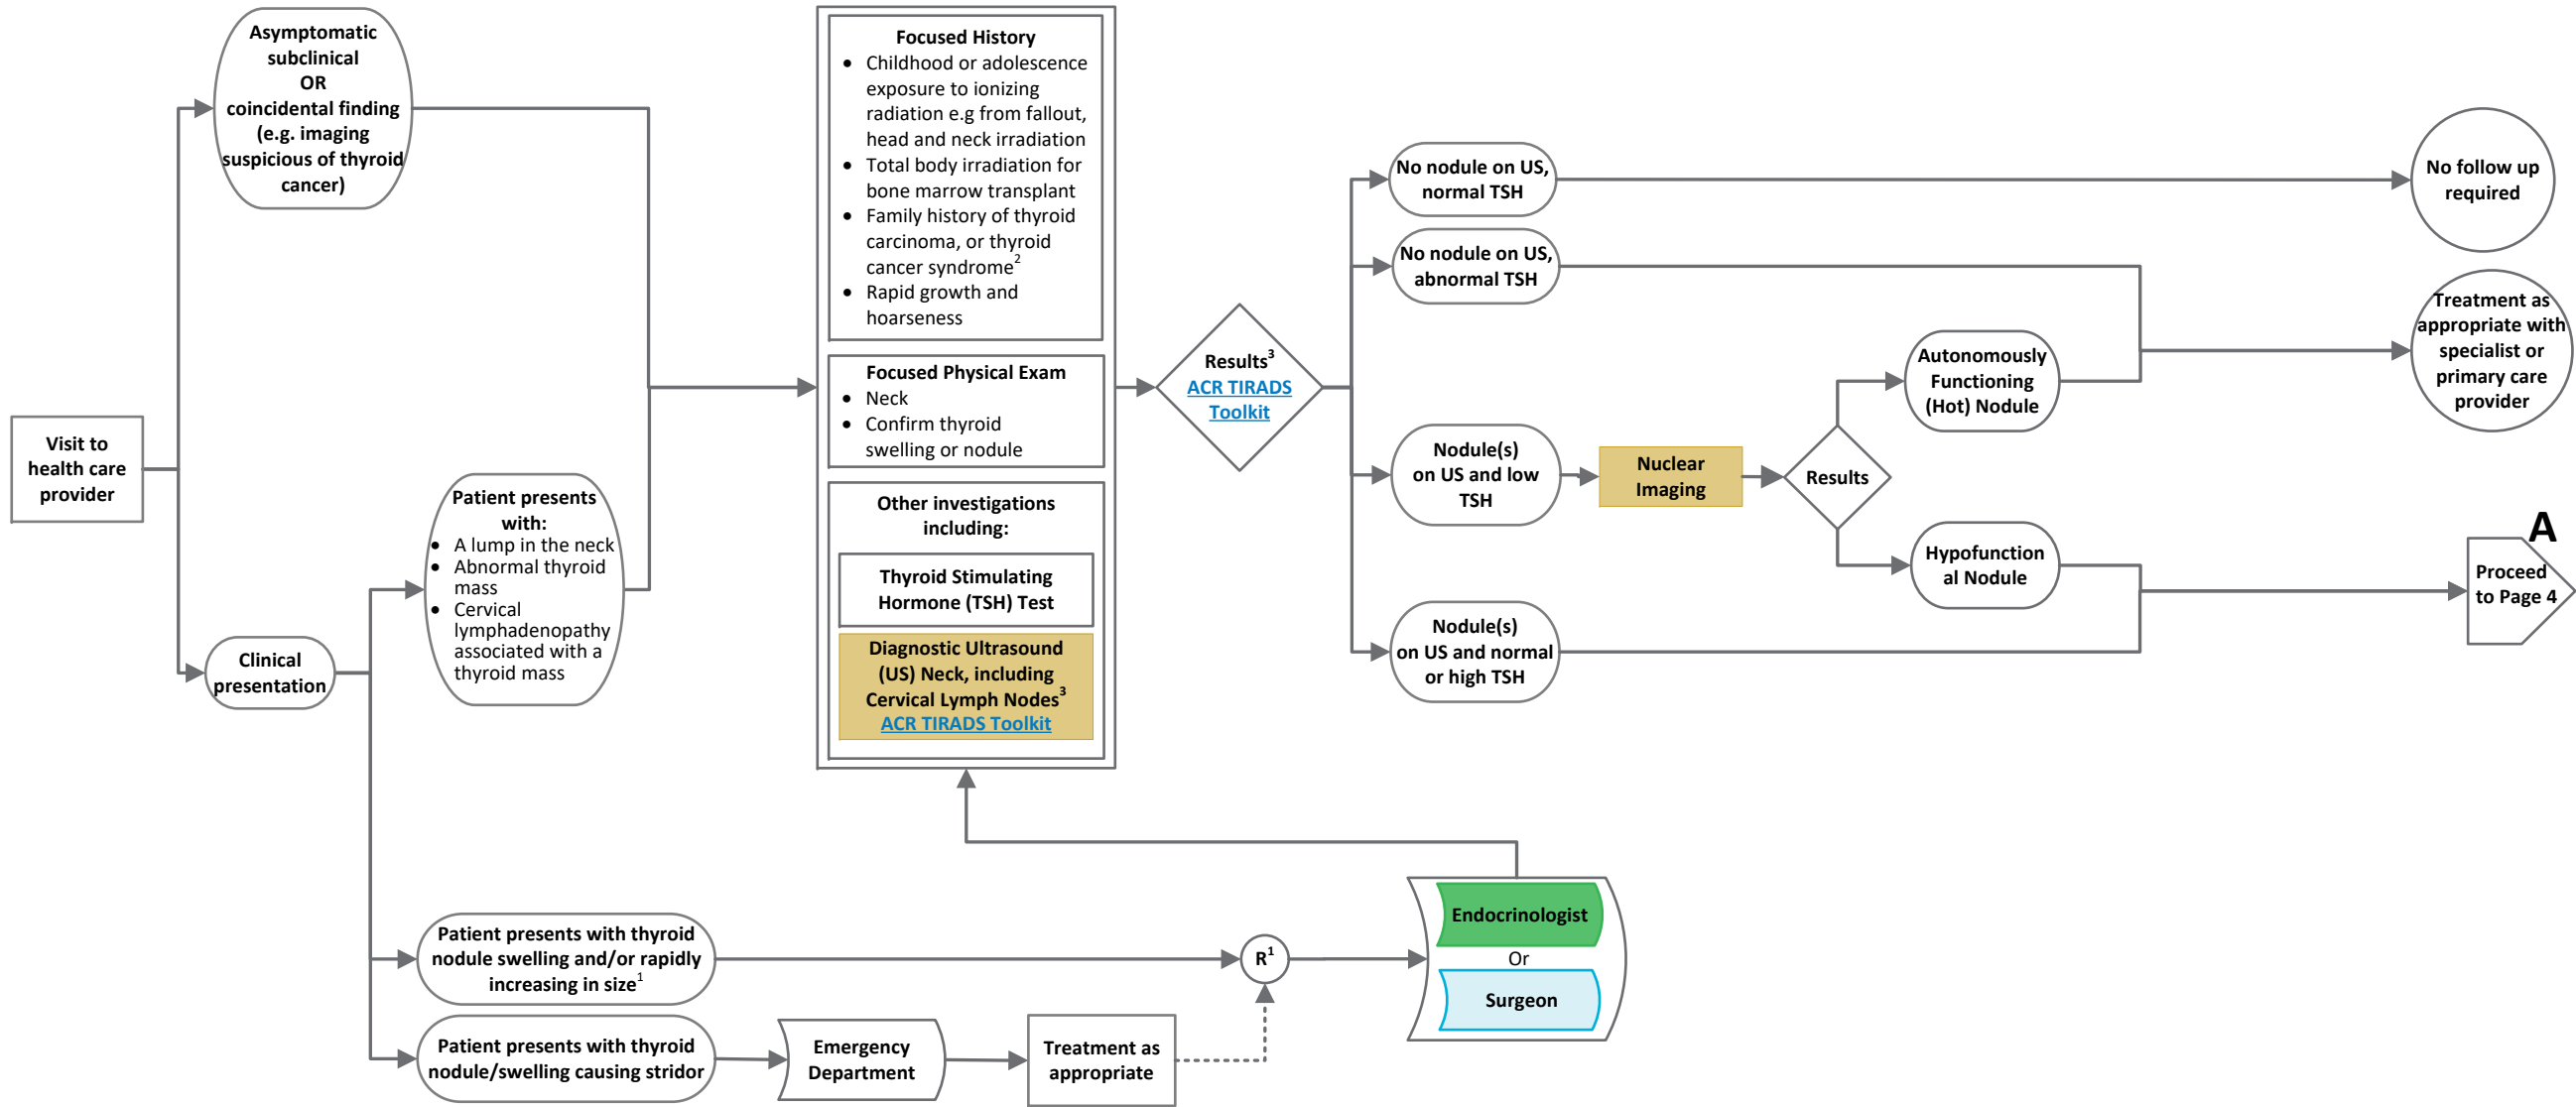 Visit to
health care
provider
Asymptomatic
subclinical
OR
coincidental finding
(e.g. imaging
suspicious of thyroid
cancer)
Clinical
presentation
Patient presents
with:
• A lump in the neck
• Abnormal thyroid
mass
• Cervical
lymphadenopathy
associated with a
thyroid mass
Patient presents with thyroid
nodule swelling and/or rapidly
increasing in size1
Patient presents with thyroid
nodule/swelling causing stridor
Emergency
Department
Treatment as
appropriate
R1
Endocrinologist
Or
Surgeon
Focused History
• Childhood or adolescence
exposure to ionizing
radiation e.g from fallout,
head and neck irradiation
• Total body irradiation for
bone marrow transplant
• Family history of thyroid
carcinoma, or thyroid
cancer syndrome2
• Rapid growth and
hoarseness
Focused Physical Exam
• Neck
• Confirm thyroid
swelling or nodule
Other investigations
including:
Thyroid Stimulating
Hormone (TSH) Test
Diagnostic Ultrasound
(US) Neck, including
Cervical Lymph Nodes3
ACR TIRADS Toolkit
Results3
ACR TIRADS
Toolkit
No nodule on US,
normal TSH
No nodule on US,
abnormal TSH
Nodule(s)
on US and low
TSH
Nodule(s)
on US and normal
or high TSH
Nuclear
Imaging
Results
Autonomously
Functioning
(Hot) Nodule
Hypofunction
al Nodule
No follow up
required
Treatment as
appropriate with
specialist or
primary care
provider
A
Proceed
to Page 4